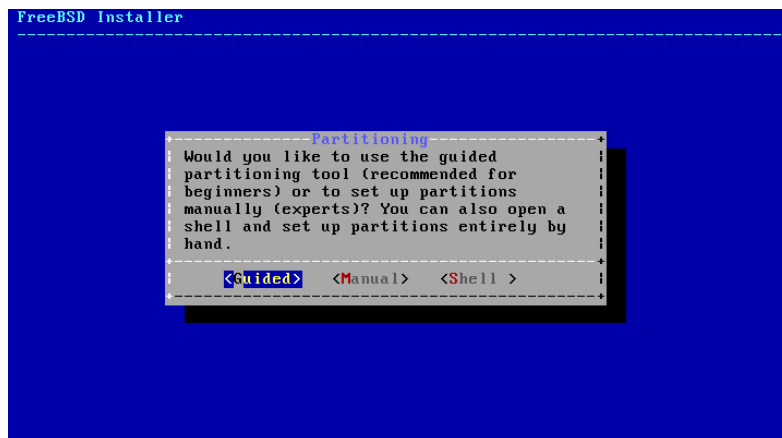 FreeBSD Installer
Partitioning
Would you like to use the guided
partitioning tool (recommended for
beginners) or to set up partitions
manually (experts)? You can also open a
shell and set up partitions entirely by
hand.
<Guided> <Manual> <Shell >